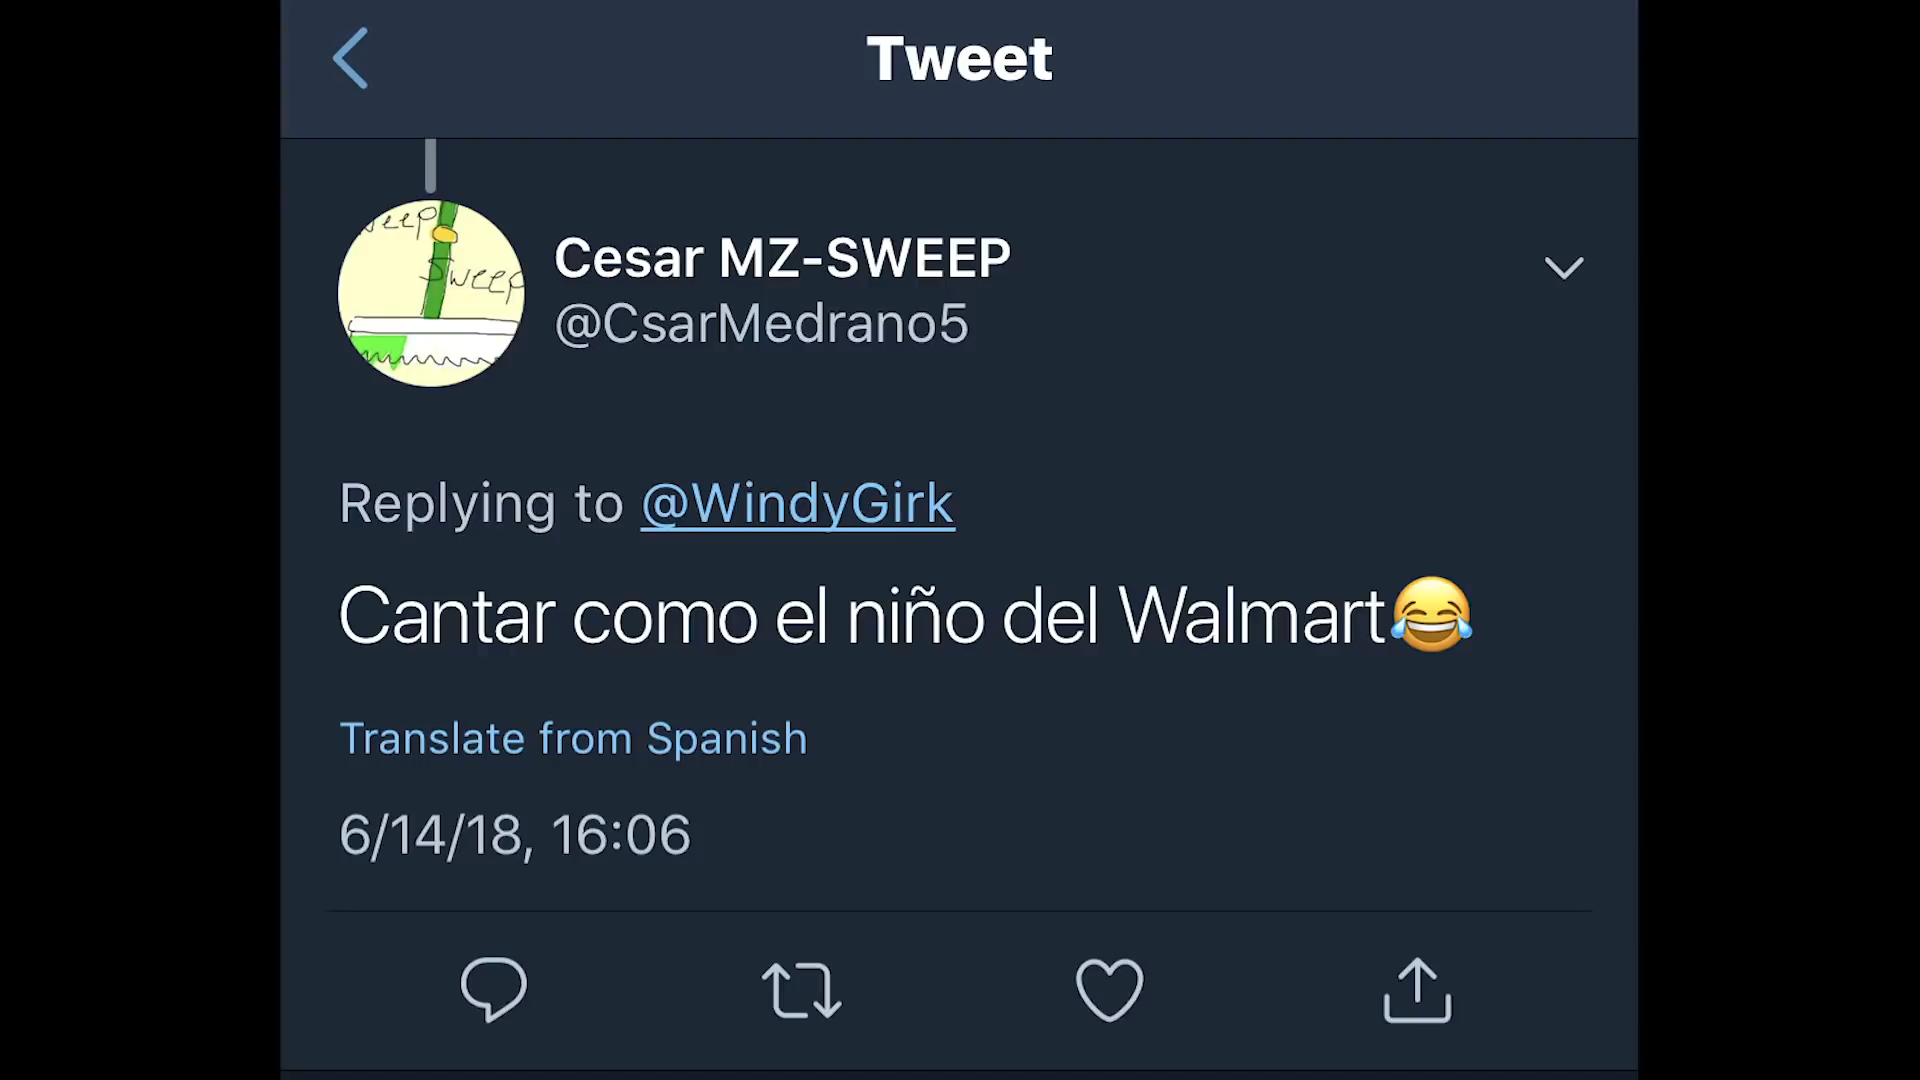 Tweet
Sweep
Cesar MZ-SWEEP
@CsarMedrano5
Replying to @WindyGirk
Cantar como el niño del Walmart😂
Translate from Spanish
6/14/18, 16:06